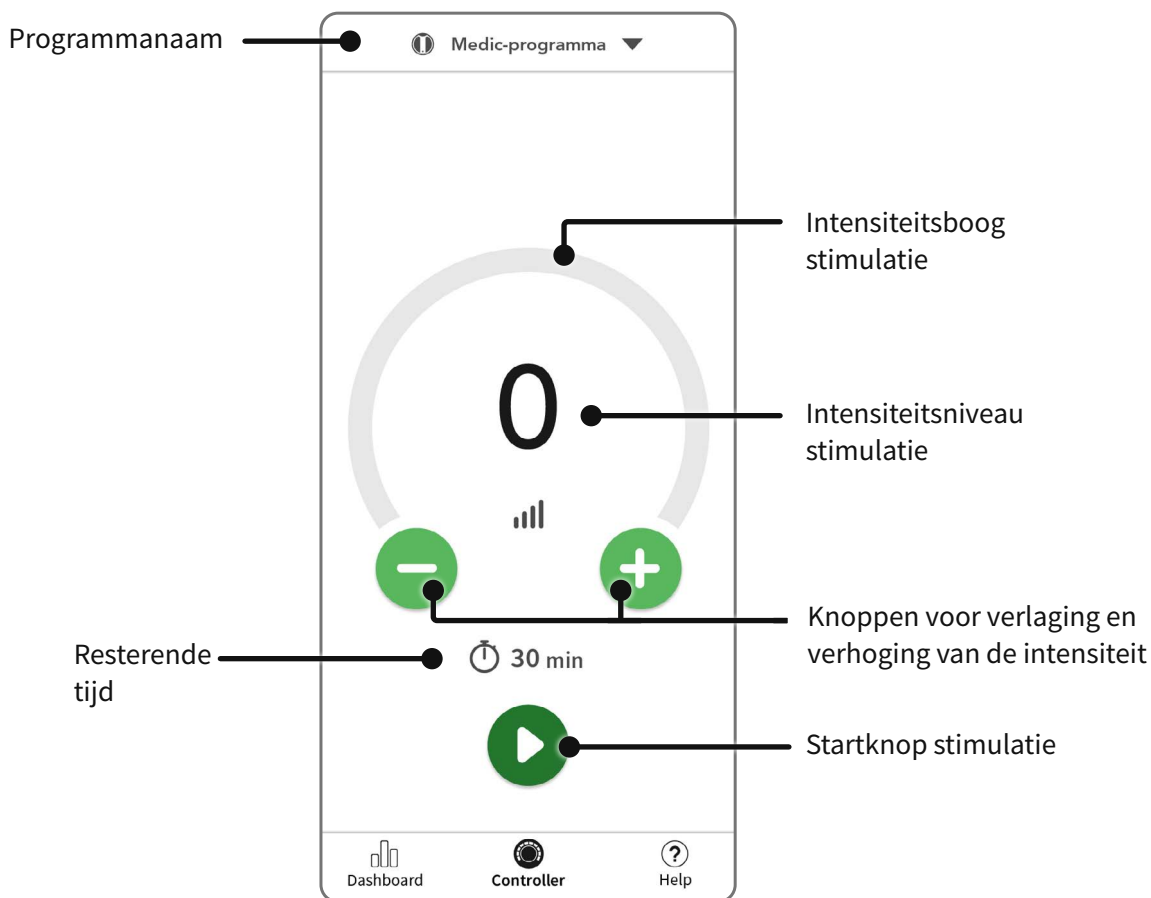 Programmanaam
Medic-programma
Intensiteitsboog
stimulatie
0
Intensiteitsniveau
stimulatie
Knoppen voor verlaging en
verhoging van de intensiteit
Resterende
tijd
30 min
Startknop stimulatie
Dashboard
Controller
? Help